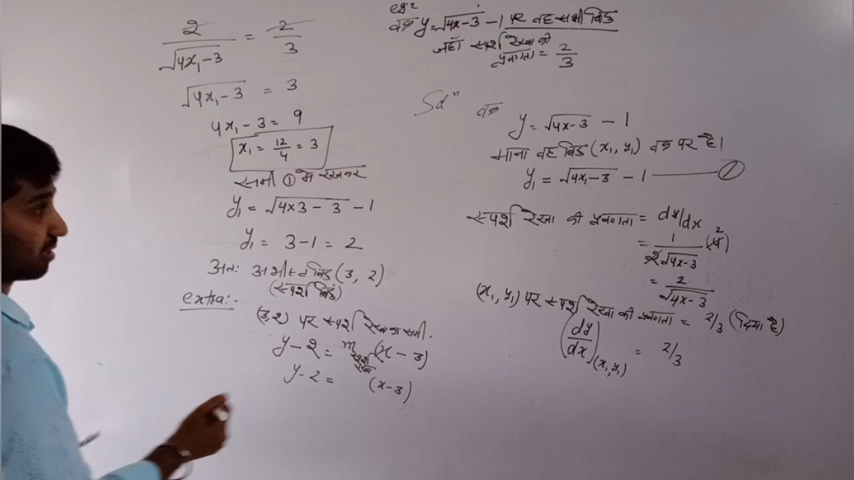 वक्र y = √4x-3 - 1 पर वह सभी बिंदु
जहाँ स्पर्श रेखा की
प्रवणता = 2/3
Solⁿ वक्र
y = √4x-3 - 1
माना वह बिंदु (x₁, y₁) वक्र पर है।
y₁ = √4x₁-3 - 1 — ①
स्पर्श रेखा की प्रवणता = dy/dx
= 1/2√4x-3 (4) 2
= 2/√4x-3
(x₁, y₁) पर स्पर्श रेखा की प्रवणता = 2/3 (दिया है)
(dy/dx)(x₁,y₁) = 2/3
2/√4x₁-3 = 2/3
√4x₁-3 = 3
4x₁-3 = 9
x₁ = 12/4 = 3
समी ① में रखकर
y₁ = √4×3-3 - 1
y₁ = 3-1 = 2
अतः अभीष्ट बिंदु (3, 2)
(स्पर्श बिंदु)
extra:-
(3,2) पर स्पर्श रेखा का समी.
y-2 = m स्पर्श रेखा (x-3)
y-2 = (x-3)